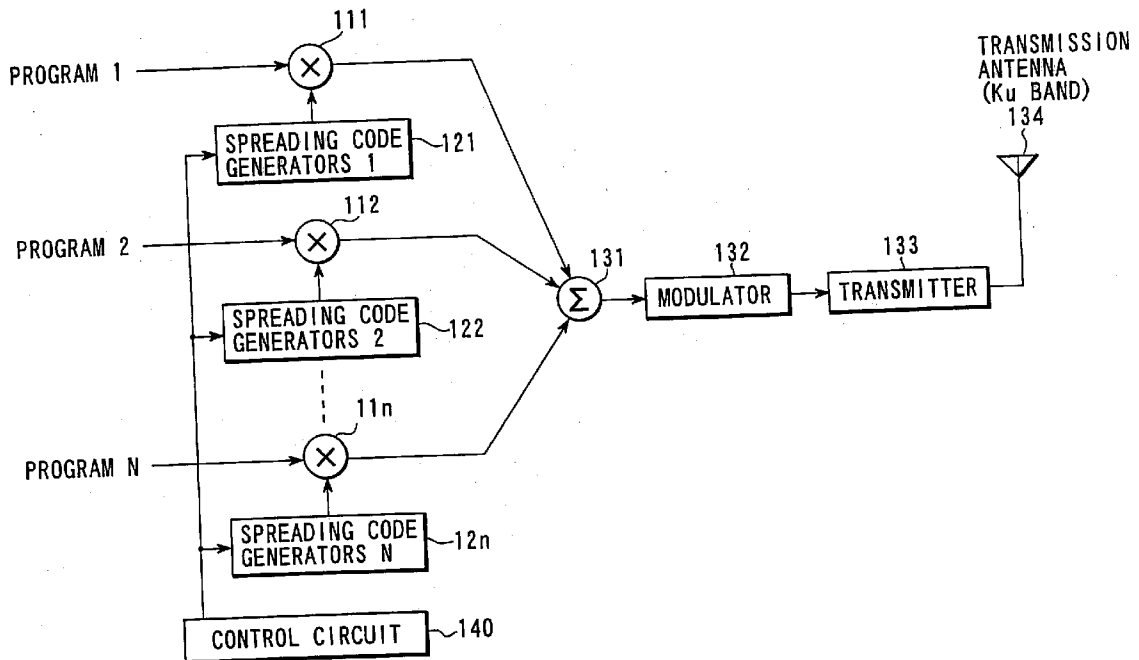 111
PROGRAM 1
×
SPREADING CODE
GENERATORS 1
121
TRANSMISSION
ANTENNA
(Ku BAND)
134
112
PROGRAM 2
×
SPREADING CODE
GENERATORS 2
122
131
Σ
132
MODULATOR
133
TRANSMITTER
11n
PROGRAM N
×
SPREADING CODE
GENERATORS N
12n
CONTROL CIRCUIT
140